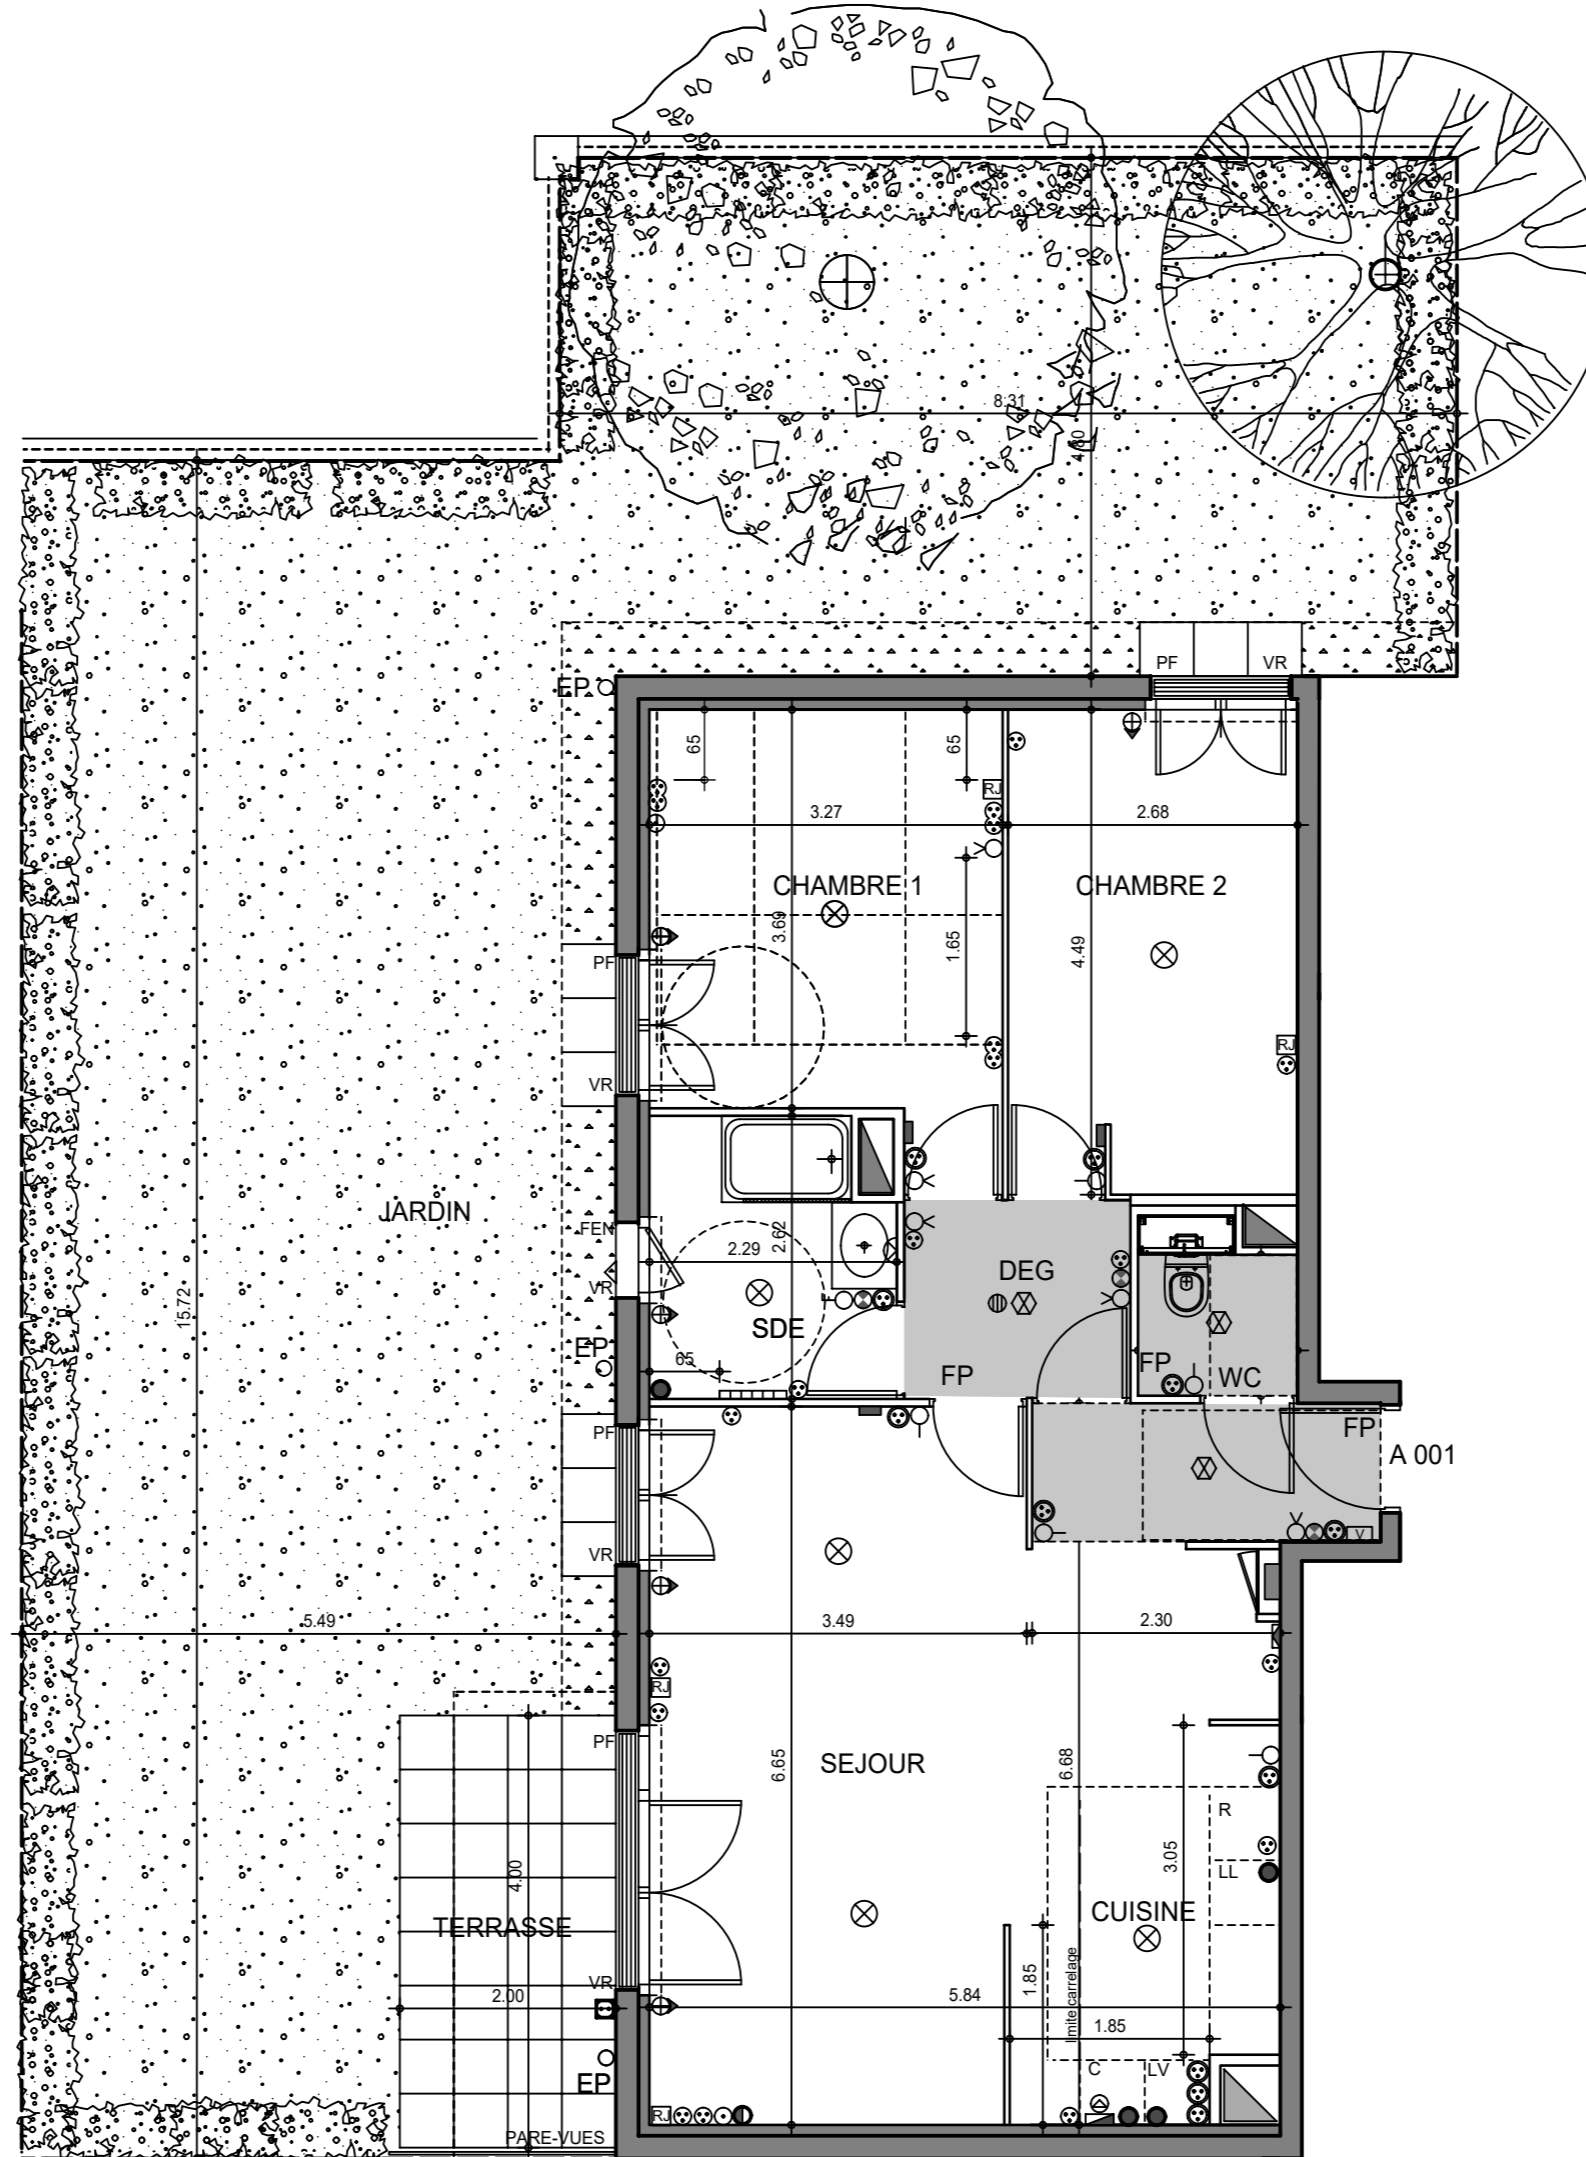 8.31
4.80
PF
VR
EP
65
65
RJ
3.27
2.68
CHAMBRE 1
CHAMBRE 2
3.69
1.65
4.49
PF
RJ
VR
JARDIN
FEN
2.29
2.62
DEG
VR
15.72
SDE
EP
65
FP
FP
WC
PF
FP
A 001
V
VR
5.49
3.49
2.30
RJ
PF
SEJOUR
6.65
6.68
R
3.05
4.00
LL
TERRASSE
CUISINE
limite carrelage
1.85
VR
2.00
5.84
1.85
EP
C
LV
RJ
PARE-VUES